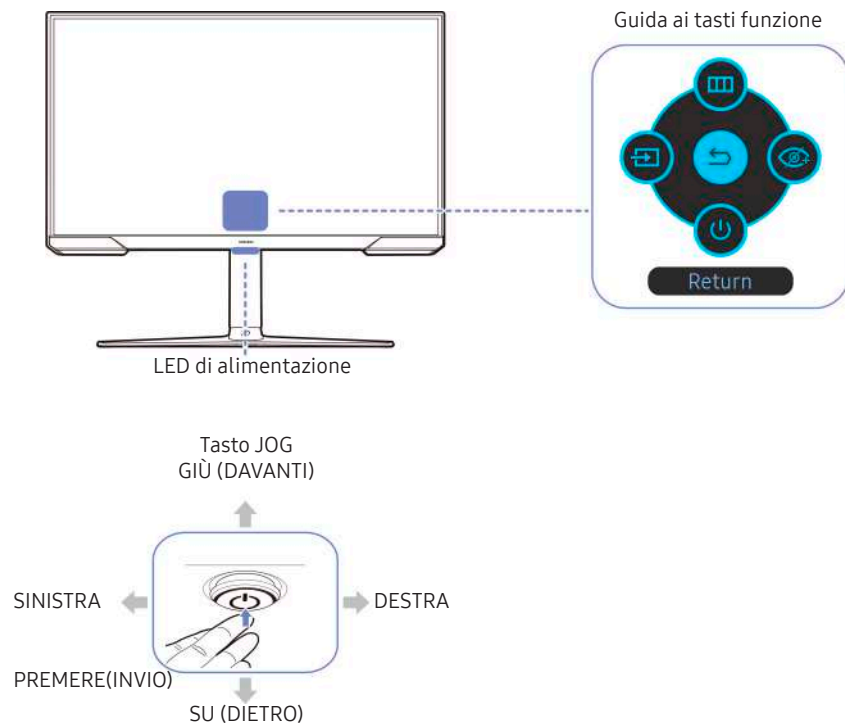 Guida ai tasti funzione
Return
LED di alimentazione
Tasto JOG
GIÙ (DAVANTI)
SINISTRA
DESTRA
PREMERE(INVIO)
SU (DIETRO)